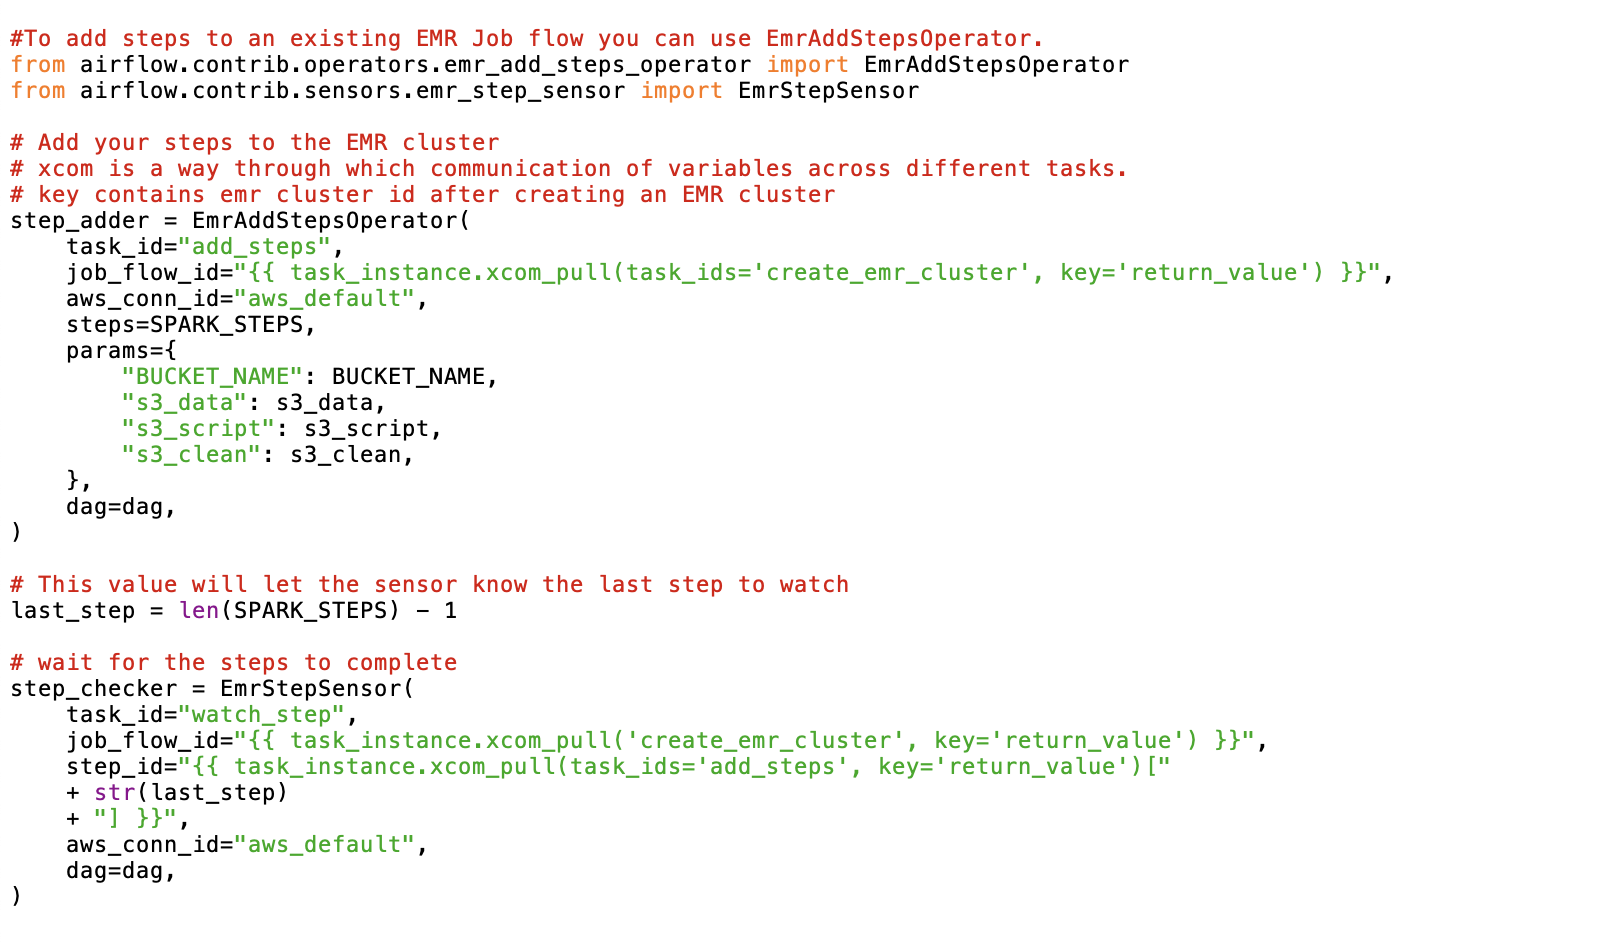 #To add steps to an existing EMR Job flow you can use EmrAddStepsOperator.
from airflow.contrib.operators.emr_add_steps_operator import EmrAddStepsOperator
from airflow.contrib.sensors.emr_step_sensor import EmrStepSensor

# Add your steps to the EMR cluster
# xcom is a way through which communication of variables across different tasks.
# key contains emr cluster id after creating an EMR cluster
step_adder = EmrAddStepsOperator(
    task_id="add_steps",
    job_flow_id="{{ task_instance.xcom_pull(task_ids='create_emr_cluster', key='return_value') }}",
    aws_conn_id="aws_default",
    steps=SPARK_STEPS,
    params={
        "BUCKET_NAME": BUCKET_NAME,
        "s3_data": s3_data,
        "s3_script": s3_script,
        "s3_clean": s3_clean,
    },
    dag=dag,
)

# This value will let the sensor know the last step to watch
last_step = len(SPARK_STEPS) - 1

# wait for the steps to complete
step_checker = EmrStepSensor(
    task_id="watch_step",
    job_flow_id="{{ task_instance.xcom_pull('create_emr_cluster', key='return_value') }}",
    step_id="{{ task_instance.xcom_pull(task_ids='add_steps', key='return_value')["
    + str(last_step)
    + "] }}",
    aws_conn_id="aws_default",
    dag=dag,
)